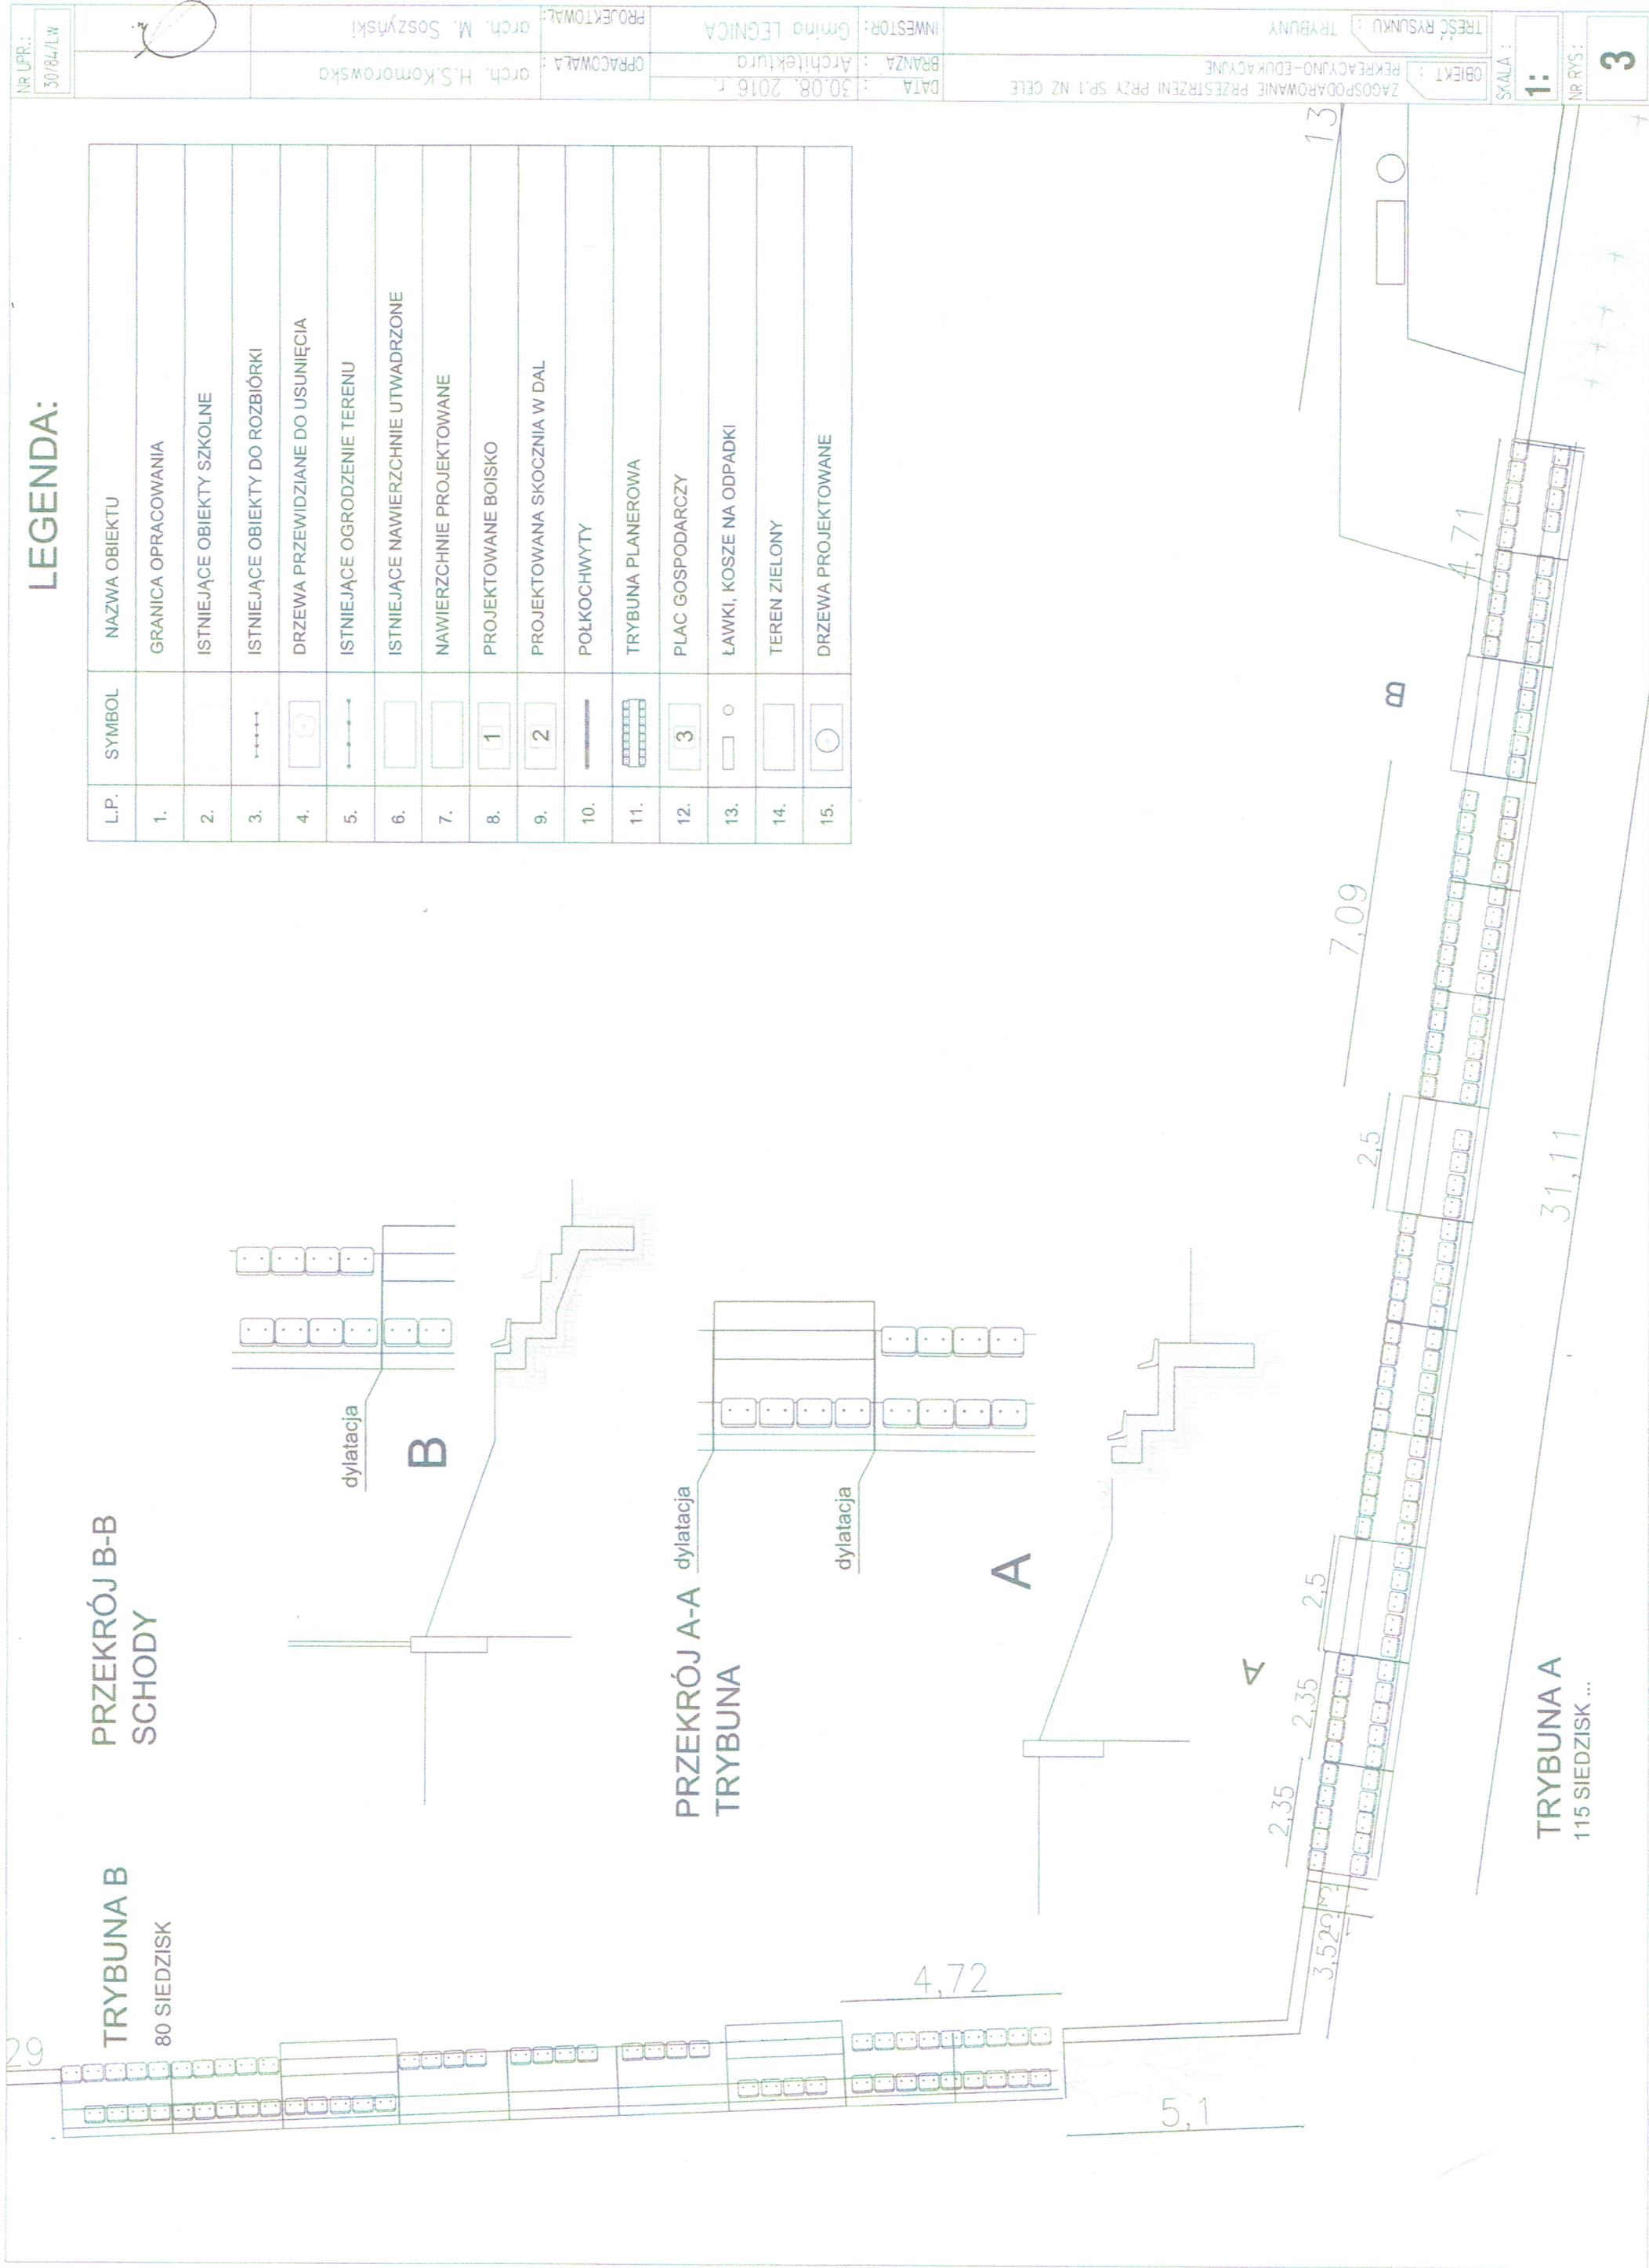 LEGENDA:
L.P. SYMBOL NAZWA OBIEKTU
1. GRANICA OPRACOWANIA
2. ISTNIEJĄCE OBIEKTY SZKOLNE
3. ISTNIEJĄCE OBIEKTY DO ROZBIÓRKI
4. DRZEWA PRZEWIDZIANE DO USUNIĘCIA
5. ISTNIEJĄCE OGRODZENIE TERENU
6. ISTNIEJĄCE NAWIERZCHNIE UTWADRZONE
7. NAWIERZCHNIE PROJEKTOWANE
8. 1 PROJEKTOWANE BOISKO
9. 2 PROJEKTOWANA SKOCZNIA W DAL
10. POŁKOCHWYTY
11. TRYBUNA PLANEROWA
12. 3 PLAC GOSPODARCZY
13. ŁAWKI, KOSZE NA ODPADKI
14. TEREN ZIELONY
15. DRZEWA PROJEKTOWANE
TRYBUNA B
80 SIEDZISK
PRZEKRÓJ B-B
SCHODY
dylatacja
B
PRZEKRÓJ A-A
TRYBUNA
dylatacja
dylatacja
A
29
4,72
5,1
2,35
2,35
2,5
2,5
7,09
4,71
13
31,11
A
B
TRYBUNA A
115 SIEDZISK ...
NR UPR.:
30/84/LW
PROJEKTOWAŁ: arch. M. Soszyński
OPRACOWAŁA : arch. H.S.Komorowska
INWESTOR: Gmina LEGNICA
BRANŻA : Architektura
DATA : 30.08. 2016 r.
TREŚĆ RYSUNKU : TRYBUNY
OBIEKT : ZAGOSPODAROWANIE PRZESTRZENI PRZY SP.1 NZ CELE
REKREACYJNO-EDUKACYJNE
SKALA :
1:
NR RYS :
3